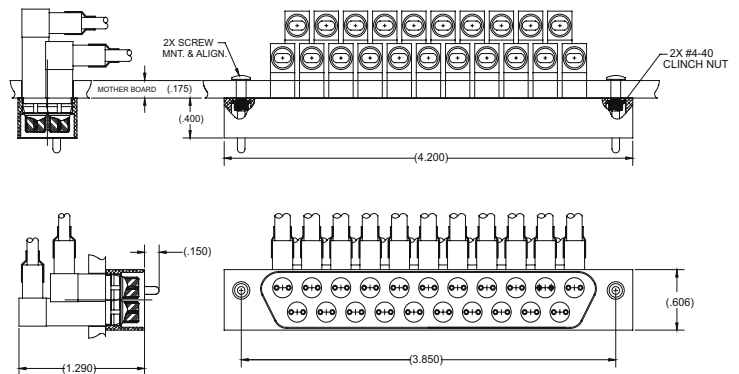 2X SCREW
MNT. & ALIGN.
2X #4-40
CLINCH NUT
MOTHER BOARD
(.175)
(.400)
(4.200)
(.150)
(.606)
(3.850)
(1.290)